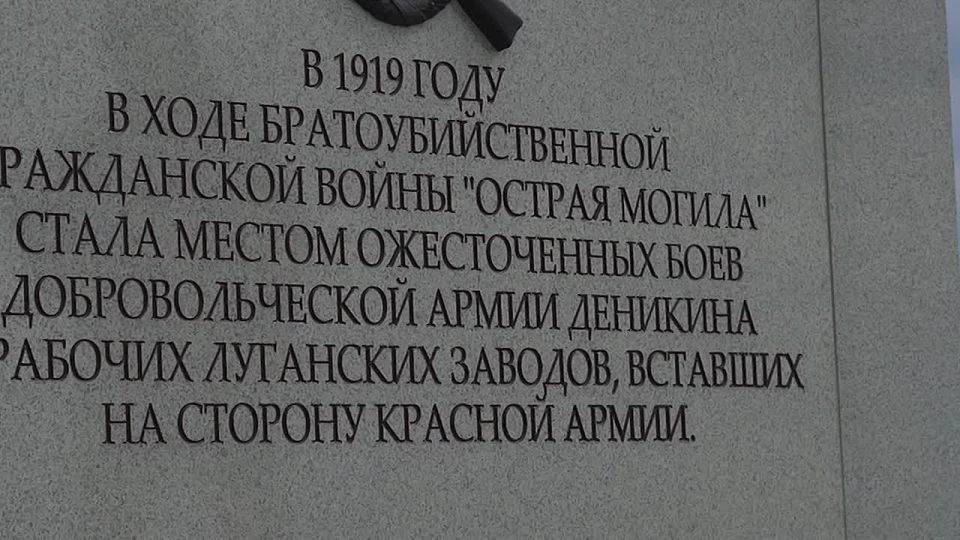 В 1919 ГОДУ
В ХОДЕ БРАТОУБИЙСТВЕННОЙ
РАЖДАНСКОЙ ВОЙНЫ "ОСТРАЯ МОГИЛА"
СТАЛА МЕСТОМ ОЖЕСТОЧЕННЫХ БОЕВ
ДОБРОВОЛЬЧЕСКОЙ АРМИИ ДЕНИКИНА
РАБОЧИХ ЛУГАНСКИХ ЗАВОДОВ, ВСТАВШИХ
НА СТОРОНУ КРАСНОЙ АРМИИ.